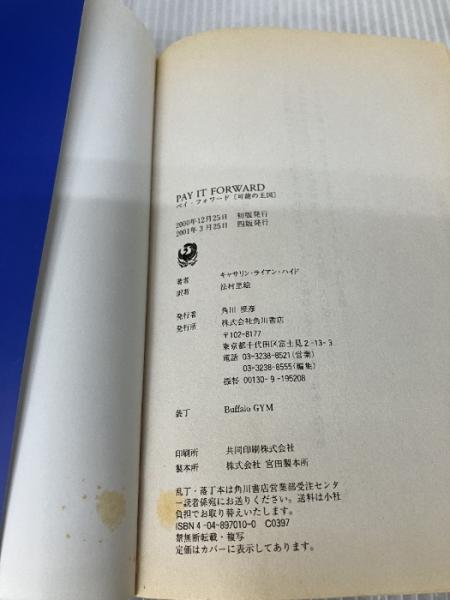 PAY IT FORWARD
ペイ・フォワード［可能の王国］
2000年12月25日 初版発行
2001年3月25日 四版発行
著者 キャサリン・ライアン・ハイド
訳者 法村里絵
発行者 角川 歴彦
発行所 株式会社角川書店
〒102-8177
東京都千代田区富士見2-13-3
電話 03-3238-8521(営業)
03-3238-8555(編集)
振替 00130-9-195208
装丁 Buffalo GYM
印刷所 共同印刷株式会社
製本所 株式会社 宮田製本所
乱丁・落丁本は角川書店営業部受注センタ
ー読者係宛にお送りください。送料は小社
負担でお取り替えいたします。
ISBN4-04-897010-0 C0397
禁無断転載・複写
定価はカバーに表示してあります。